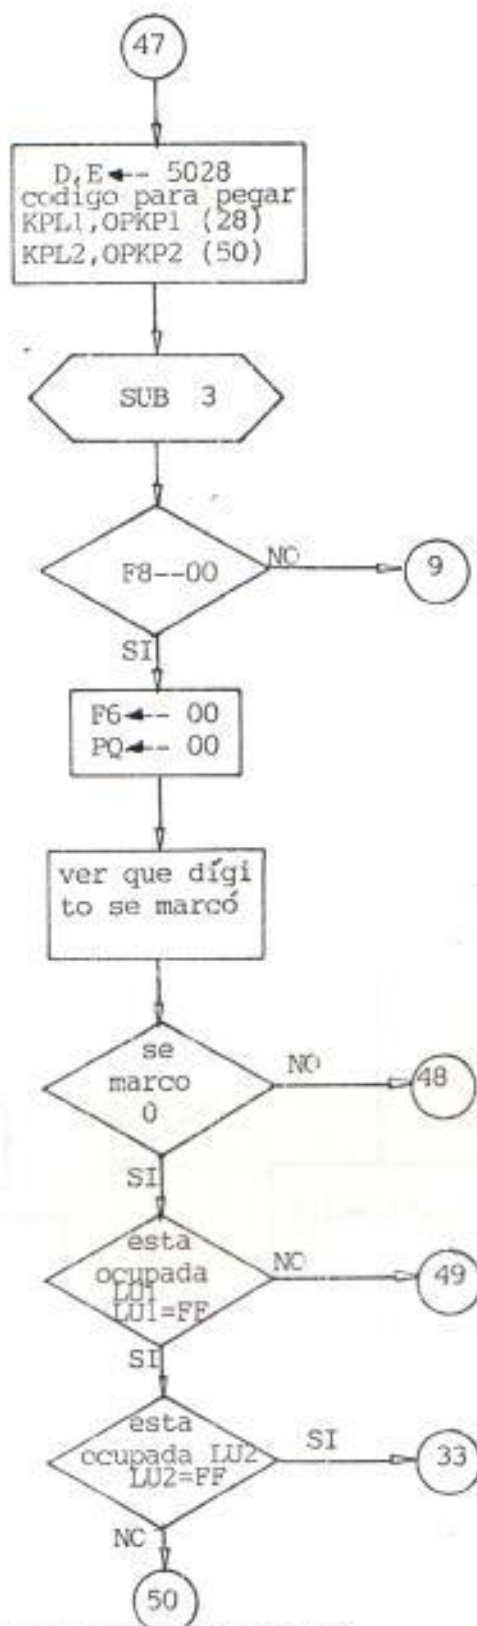 47
D,E◄-- 5028
codigo para pegar
KPL1,OPKP1 (28)
KPL2,OPKP2 (50)
SUB 3
F8--00
NO
9
SI
F6◄-- 00
PQ◄-- 00
ver que dígi
to se marcó
se
marco
0
NO
48
SI
esta
ocupada
LU1
LU1=FF
NO
49
SI
esta
ocupada LU2
LU2=FF
SI
33
NO
50